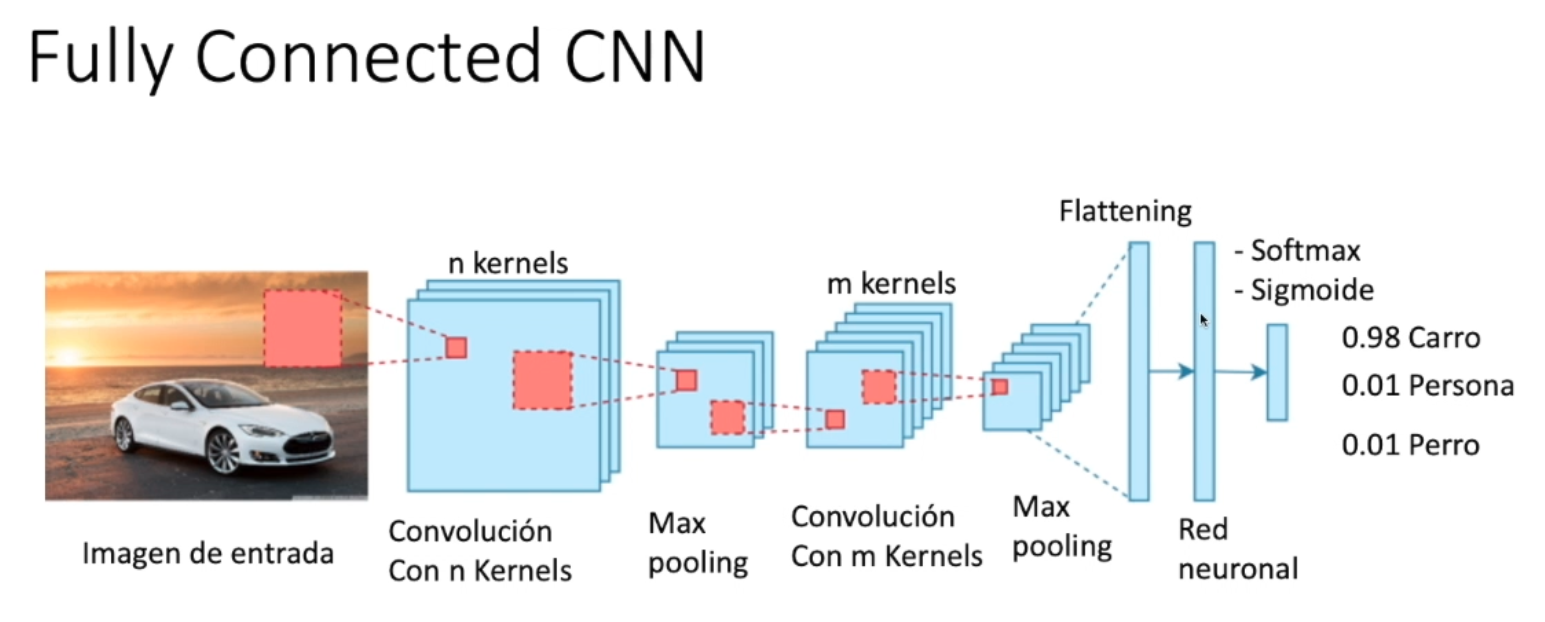 Fully Connected CNN
Flattening
n kernels
m kernels
- Softmax
- Sigmoide
0.98 Carro
0.01 Persona
0.01 Perro
Imagen de entrada
Convolución
Con n Kernels
Max
pooling
Convolución
Con m Kernels
Max
pooling
Red
neuronal